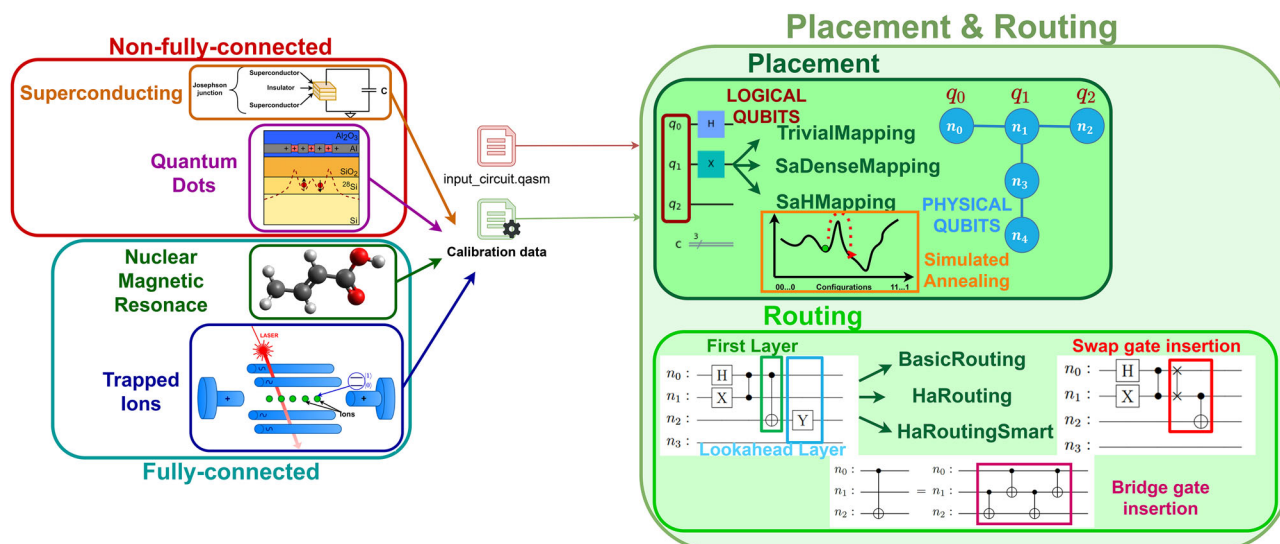 Non-fully-connected
Superconducting
Josephson
junction
Superconductor
Insulator
Superconductor
C
Quantum
Dots
Al₂O₃
+ + + + + Al
SiO₂
²⁸Si
Si
Nuclear
Magnetic
Resonace
Trapped
Ions
LASER
|1⟩
|0⟩
+
+
Ions
Fully-connected
input_circuit.qasm
Calibration data
Placement & Routing
Placement
LOGICAL
QUBITS
q₀
H
q₁
X
q₂
C
3
TrivialMapping
SaDenseMapping
SaHMapping
q₀ q₁ q₂
n₀ n₁ n₂
n₃
n₄
PHYSICAL
QUBITS
Simulated
Annealing
00...0 Configurations 11...1
Routing
First Layer
n₀ : H
n₁ : X
n₂ : Y
n₃ :
Lookahead Layer
BasicRouting
HaRouting
HaRoutingSmart
Swap gate insertion
n₀ : H
n₁ : X
n₂ :
n₃ :
n₀ : n₀ :
n₁ : = n₁ :
n₂ : n₂ :
Bridge gate
insertion